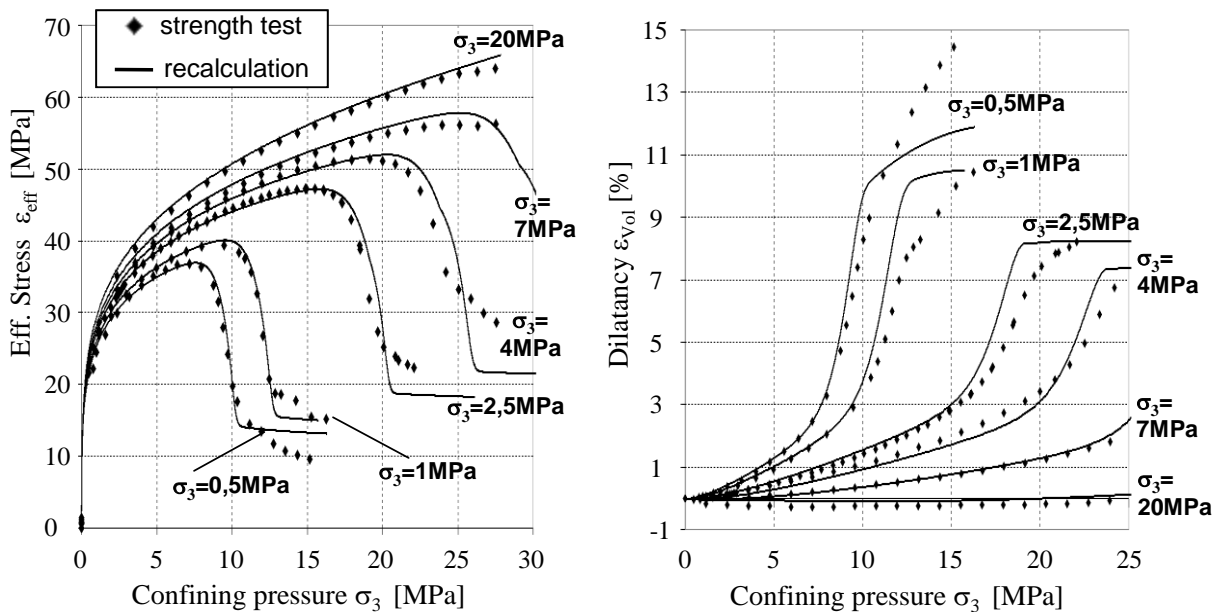 strength test
recalculation
σ₃=20MPa
σ₃=
7MPa
σ₃=
4MPa
σ₃=2,5MPa
σ₃=1MPa
σ₃=0,5MPa
Eff. Stress ε_eff [MPa]
70
60
50
40
30
20
10
0
0
5
10
15
20
25
30
Confining pressure σ₃ [MPa]
σ₃=0,5MPa
σ₃=1MPa
σ₃=2,5MPa
σ₃=
4MPa
σ₃=
7MPa
σ₃=
20MPa
Dilatancy ε_Vol [%]
15
13
11
9
7
5
3
1
-1
0
5
10
15
20
25
Confining pressure σ₃ [MPa]